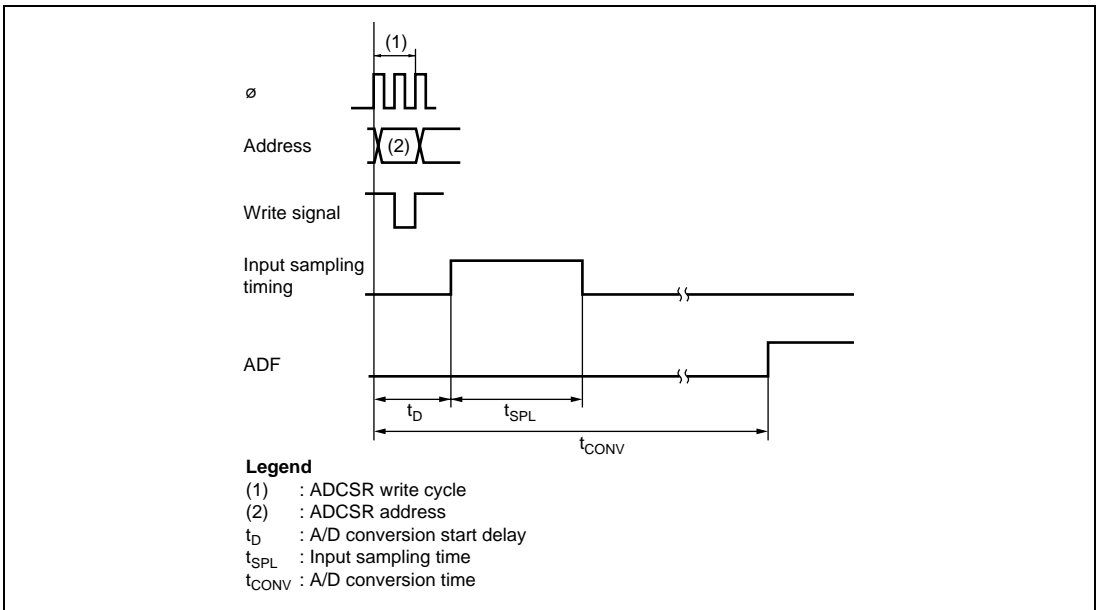 (1)
ø
Address
(2)
Write signal
Input sampling
timing
ADF
tD
tSPL
tCONV
Legend
(1) : ADCSR write cycle
(2) : ADCSR address
tD : A/D conversion start delay
tSPL : Input sampling time
tCONV : A/D conversion time